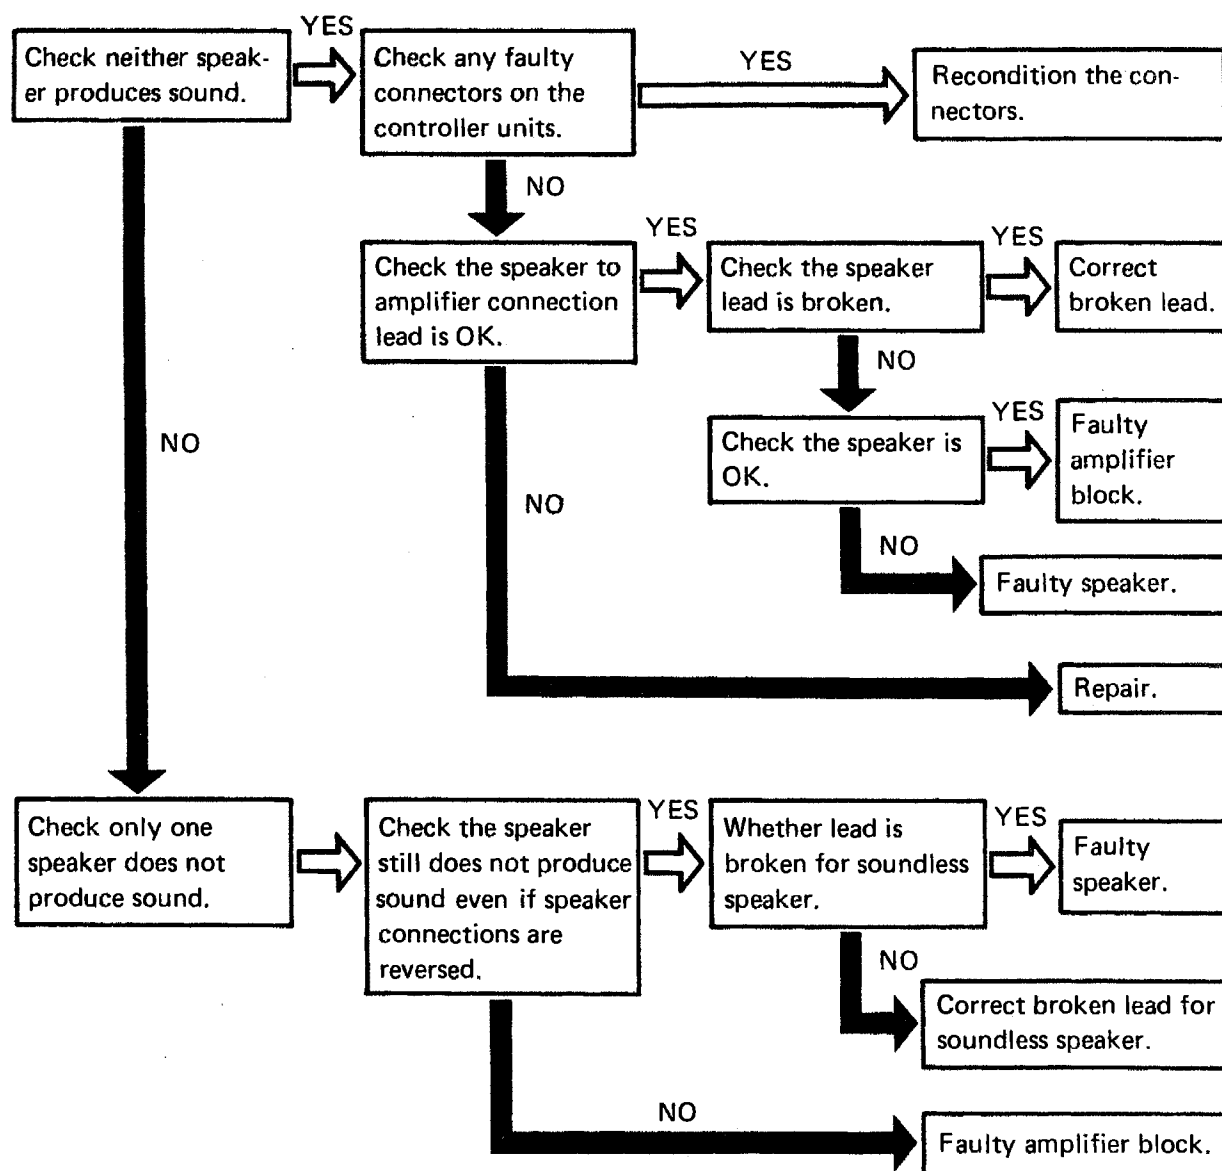 YES
Check neither speak-
er produces sound.
Check any faulty
connectors on the
controller units.
YES
Recondition the con-
nectors.
NO
Check the speaker to
amplifier connection
lead is OK.
YES
Check the speaker
lead is broken.
YES
Correct
broken lead.
NO
NO
Check the speaker is
OK.
YES
Faulty
amplifier
block.
NO
NO
Faulty speaker.
Repair.
Check only one
speaker does not
produce sound.
Check the speaker
still does not produce
sound even if speaker
connections are
reversed.
YES
Whether lead is
broken for soundless
speaker.
YES
Faulty
speaker.
NO
Correct broken lead for
soundless speaker.
NO
Faulty amplifier block.